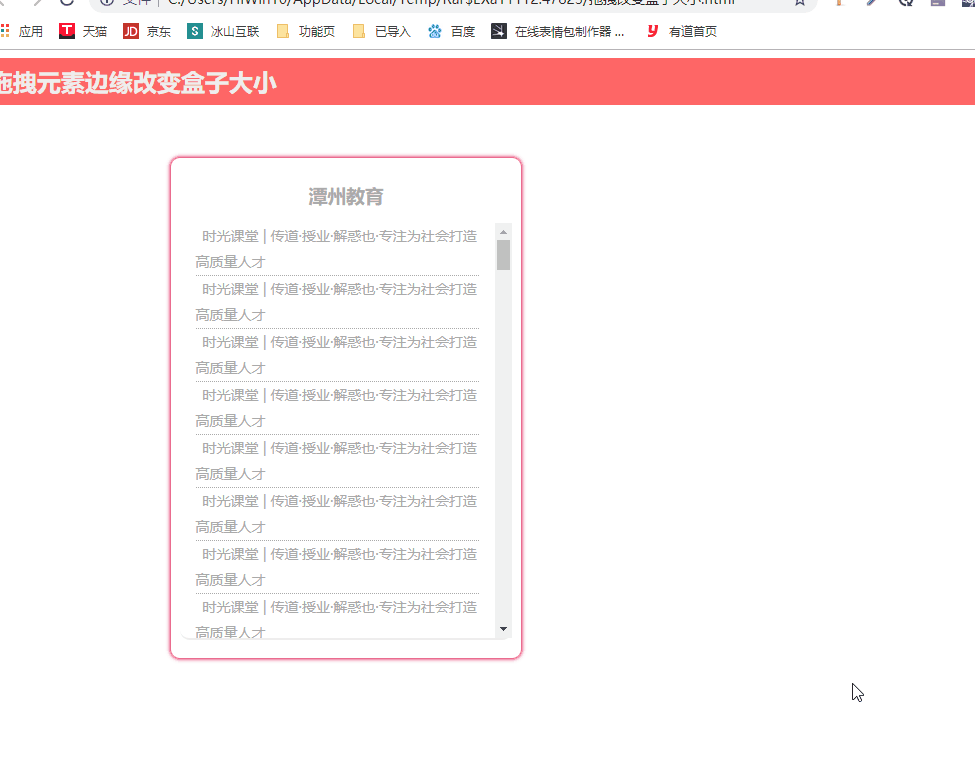 应用 天猫 京东 冰山互联 功能页 已导入 百度 在线表情包制作器 ... 有道首页
拖拽元素边缘改变盒子大小
潭州教育
时光课堂 | 传道·授业·解惑也·专注为社会打造
高质量人才
时光课堂 | 传道·授业·解惑也·专注为社会打造
高质量人才
时光课堂 | 传道·授业·解惑也·专注为社会打造
高质量人才
时光课堂 | 传道·授业·解惑也·专注为社会打造
高质量人才
时光课堂 | 传道·授业·解惑也·专注为社会打造
高质量人才
时光课堂 | 传道·授业·解惑也·专注为社会打造
高质量人才
时光课堂 | 传道·授业·解惑也·专注为社会打造
高质量人才
时光课堂 | 传道·授业·解惑也·专注为社会打造
高质量人才